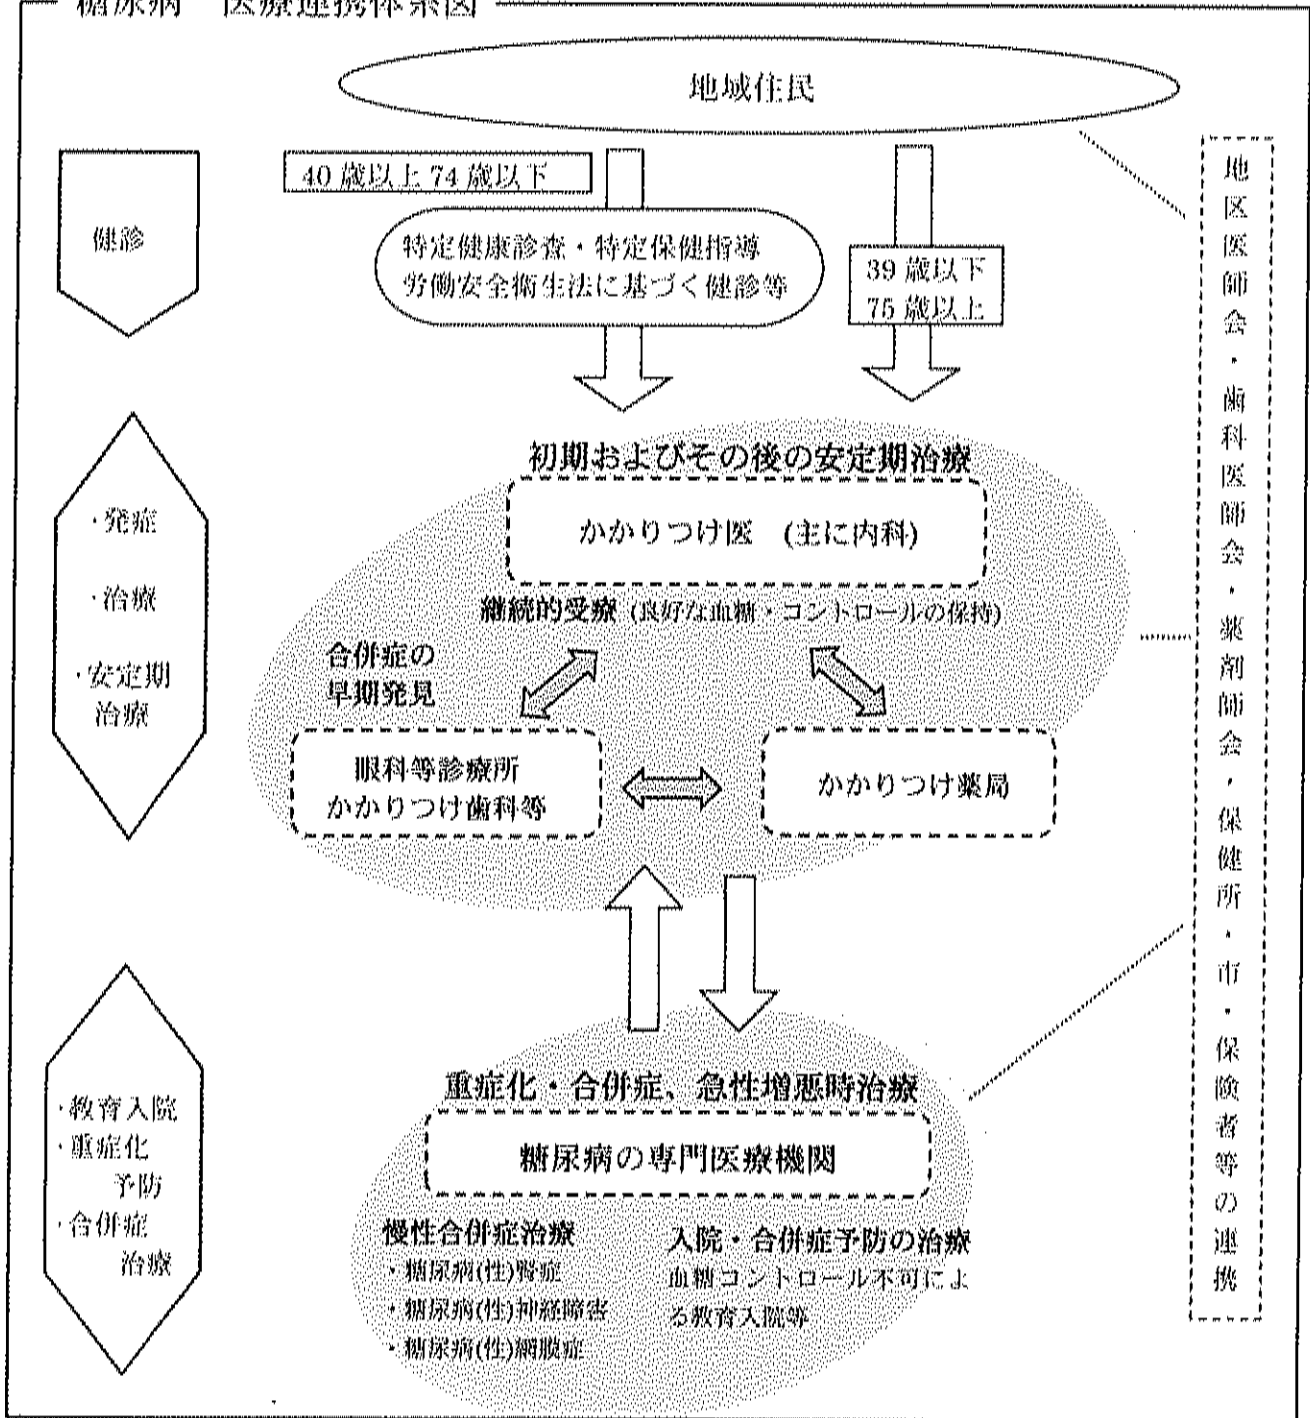 糖尿病 医療連携体系図
地域住民
健診
40歳以上74歳以下
特定健康診査・特定保健指導
労働安全衛生法に基づく健診等
39歳以下
75歳以上
初期およびその後の安定期治療
かかりつけ医 (主に内科)
継続的受療 (良好な血糖・コントロールの保持)
・発症
・治療
・安定期
治療
合併症の
早期発見
眼科等診療所
かかりつけ歯科等
かかりつけ薬局
重症化・合併症、急性増悪時治療
糖尿病の専門医療機関
・教育入院
・重症化
予防
・合併症
治療
慢性合併症治療
・糖尿病(性)腎症
・糖尿病(性)神経障害
・糖尿病(性)網膜症
入院・合併症予防の治療
血糖コントロール不可によ
る教育入院等
地区医師会・歯科医師会・薬剤師会・保健所・市・保険者等の連携